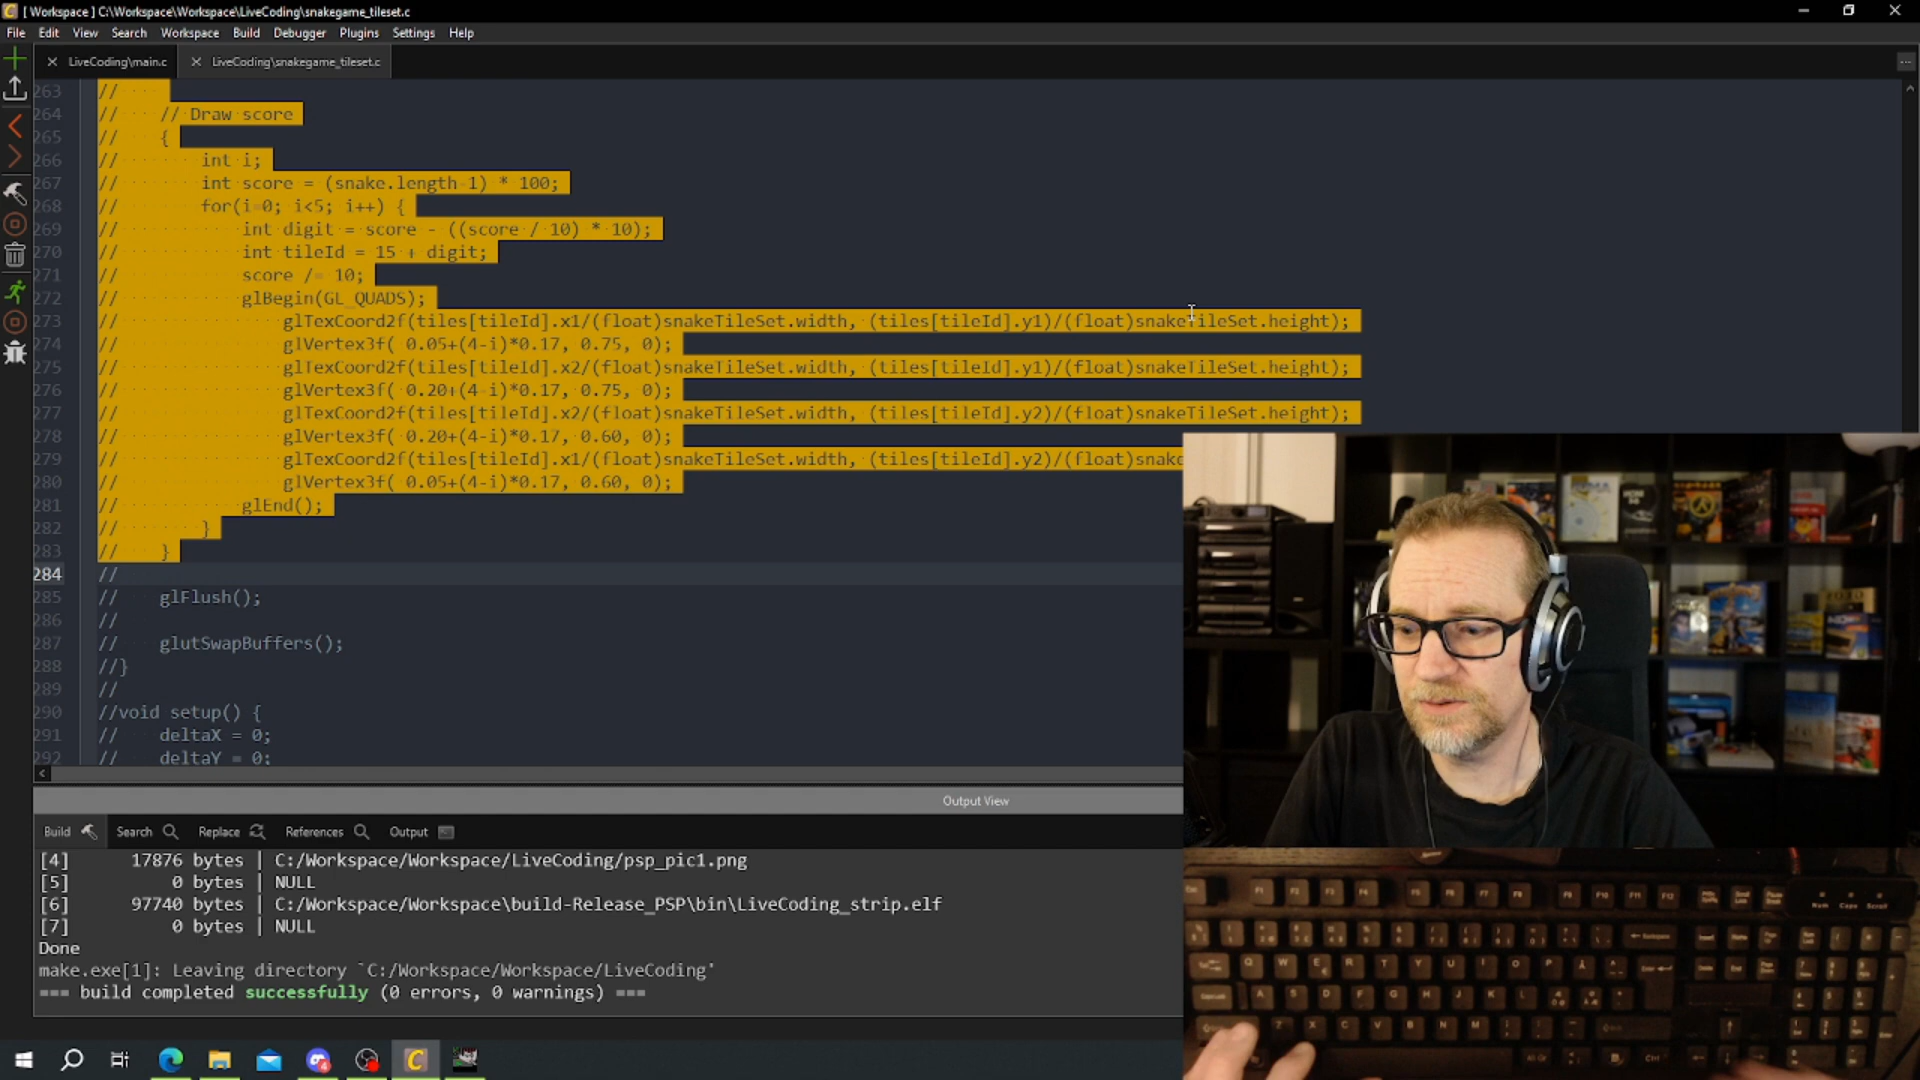 [ Workspace ] C:\Workspace\Workspace\LiveCoding\snakegame_tileset.c
File Edit View Search Workspace Build Debugger Plugins Settings Help
LiveCoding\main.c LiveCoding\snakegame_tileset.c
263 //
264 // // Draw score
265 // {
266 // int i;
267 // int score = (snake.length-1) * 100;
268 // for(i=0; i<5; i++) {
269 // int digit = score - ((score / 10) * 10);
270 // int tileId = 15 + digit;
271 // score /= 10;
272 // glBegin(GL_QUADS);
273 // glTexCoord2f(tiles[tileId].x1/(float)snakeTileSet.width, (tiles[tileId].y1)/(float)snakeTileSet.height);
274 // glVertex3f( 0.05+(4-i)*0.17, 0.75, 0);
275 // glTexCoord2f(tiles[tileId].x2/(float)snakeTileSet.width, (tiles[tileId].y1)/(float)snakeTileSet.height);
276 // glVertex3f( 0.20+(4-i)*0.17, 0.75, 0);
277 // glTexCoord2f(tiles[tileId].x2/(float)snakeTileSet.width, (tiles[tileId].y2)/(float)snakeTileSet.height);
278 // glVertex3f( 0.20+(4-i)*0.17, 0.60, 0);
279 // glTexCoord2f(tiles[tileId].x1/(float)snakeTileSet.width, (tiles[tileId].y2)/(float)snake
280 // glVertex3f( 0.05+(4-i)*0.17, 0.60, 0);
281 // glEnd();
282 // }
283 // }
284 //
285 // glFlush();
286 //
287 // glutSwapBuffers();
288 //}
289 //
290 //void setup() {
291 // deltaX = 0;
292 // deltaY = 0;
Output View
Build Search Replace References Output
[4] 17876 bytes | C:/Workspace/Workspace/LiveCoding/psp_pic1.png
[5] 0 bytes | NULL
[6] 97740 bytes | C:/Workspace/Workspace\build-Release_PSP\bin\LiveCoding_strip.elf
[7] 0 bytes | NULL
Done
make.exe[1]: Leaving directory `C:/Workspace/Workspace/LiveCoding'
=== build completed successfully (0 errors, 0 warnings) ===